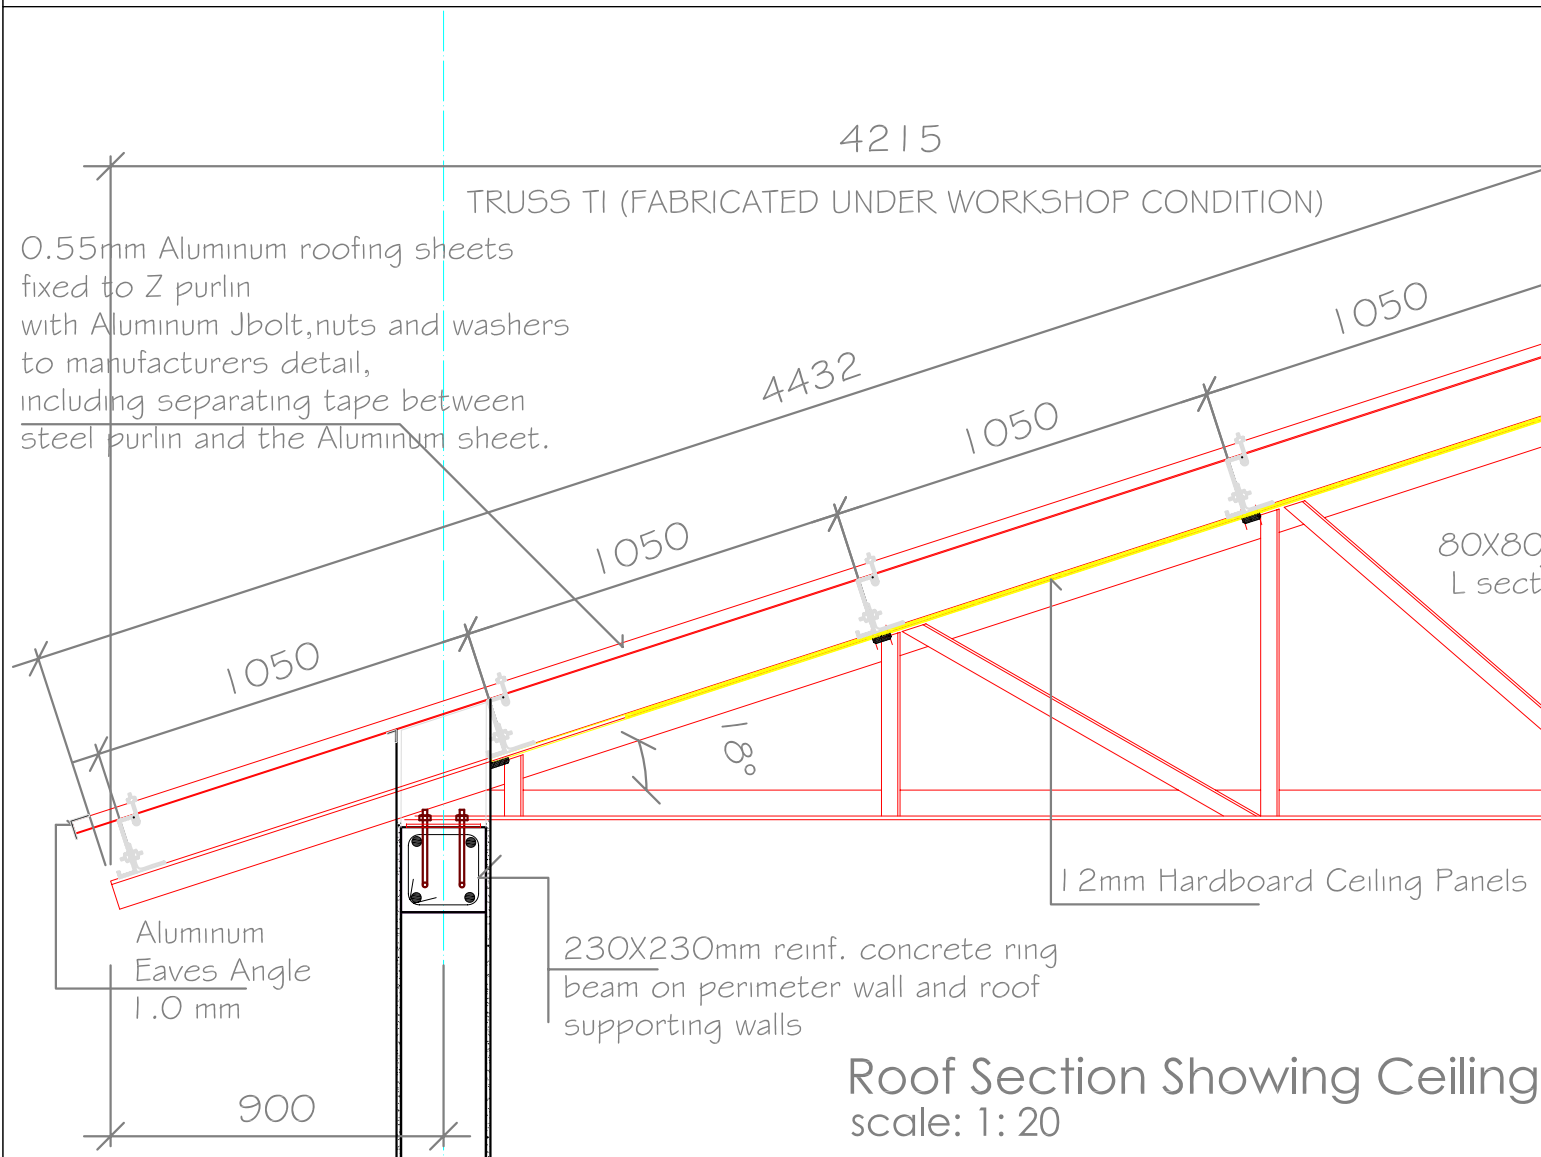 4215
TRUSS TI (FABRICATED UNDER WORKSHOP CONDITION)
0.55mm Aluminum roofing sheets
fixed to Z purlin
with Aluminum Jbolt,nuts and washers
to manufacturers detail,
including separating tape between
steel purlin and the Aluminum sheet.
4432
1050
1050
1050
1050
80X80
L sect
18°
12mm Hardboard Ceiling Panels
Aluminum
Eaves Angle
1.0 mm
230X230mm reinf. concrete ring
beam on perimeter wall and roof
supporting walls
900
Roof Section Showing Ceiling
scale: 1: 20